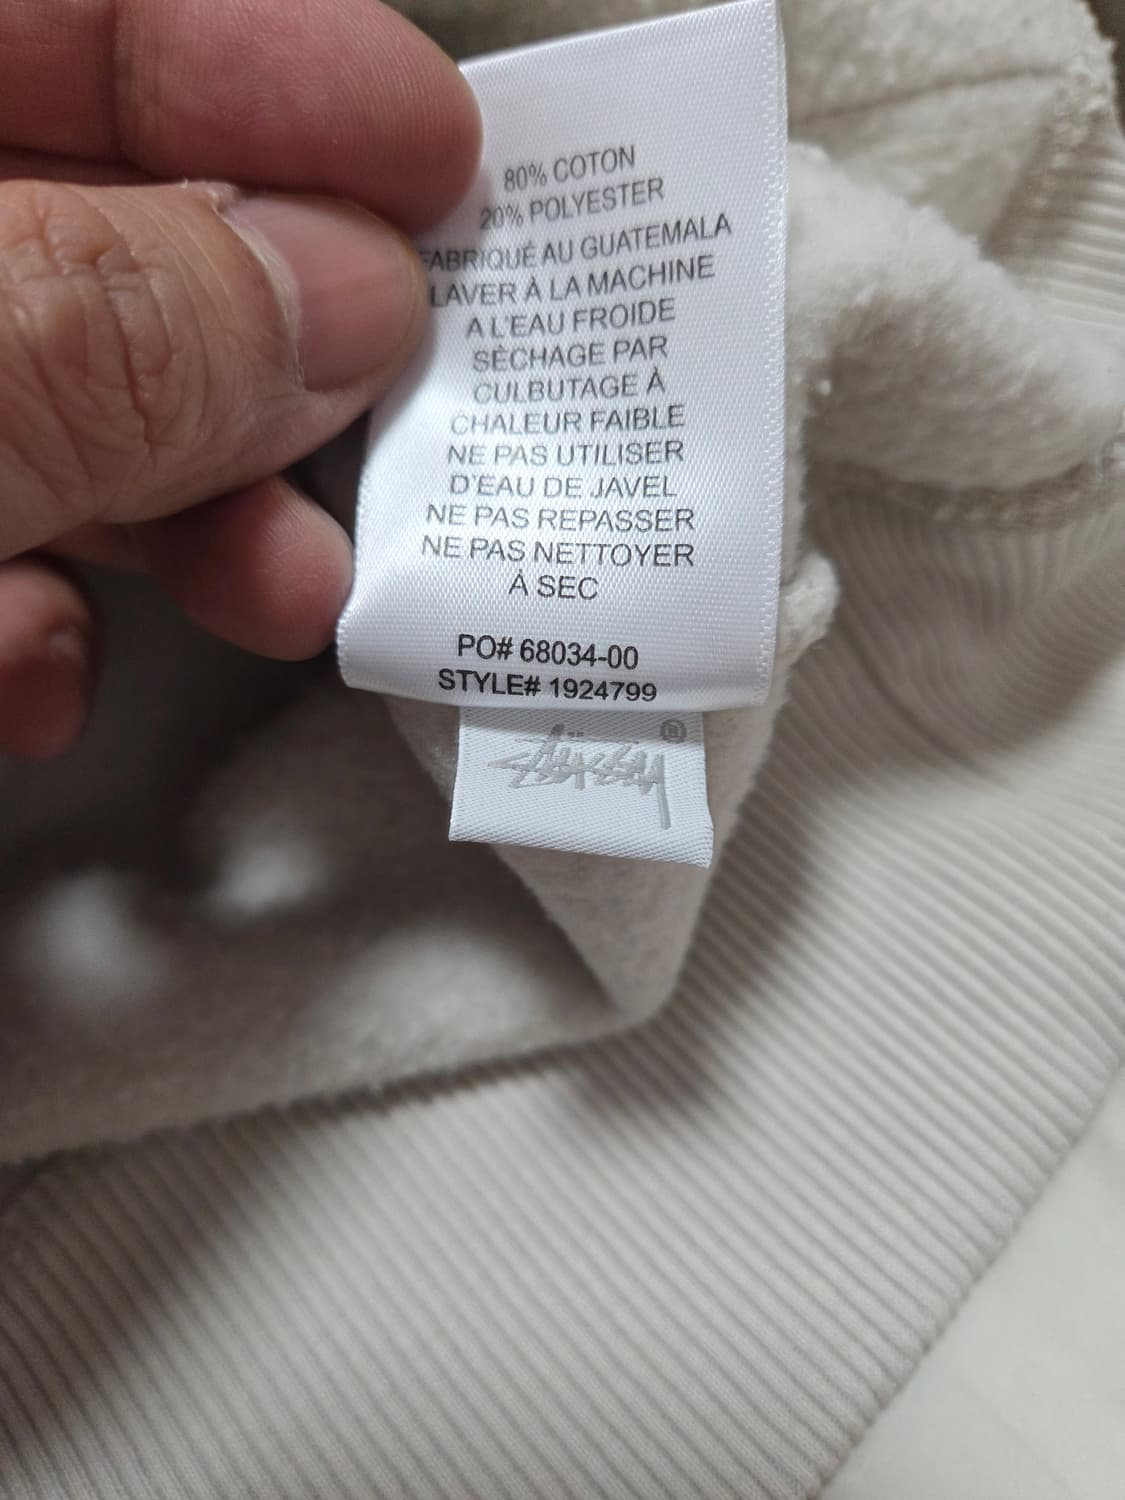 80% COTON
20% POLYESTER
FABRIQUÉ AU GUATEMALA
LAVER À LA MACHINE
A L'EAU FROIDE
SÈCHAGE PAR
CULBUTAGE À
CHALEUR FAIBLE
NE PAS UTILISER
D'EAU DE JAVEL
NE PAS REPASSER
NE PAS NETTOYER
À SEC
PO# 68034-00
STYLE# 1924799
Stüssy ®